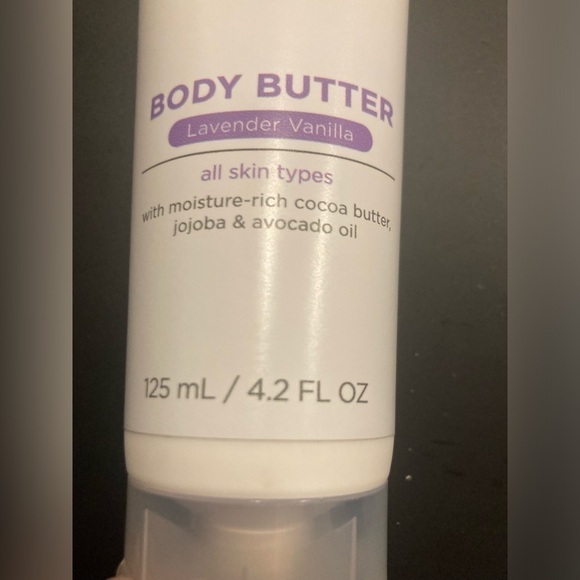 BODY BUTTER
Lavender Vanilla
all skin types
with moisture-rich cocoa butter,
jojoba & avocado oil
125 mL / 4.2 FL OZ